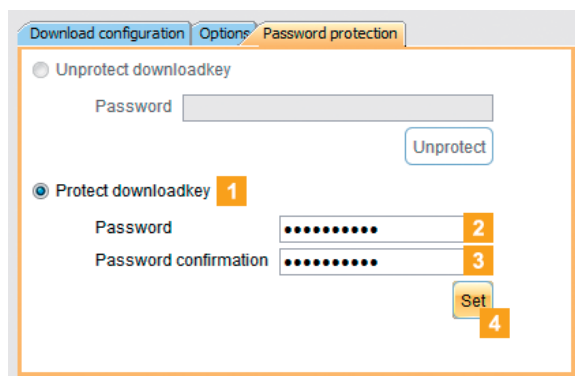 Download configuration Options Password protection
Unprotect downloadkey
Password
Unprotect
Protect downloadkey 1
Password •••••••••• 2
Password confirmation •••••••••• 3
Set
4